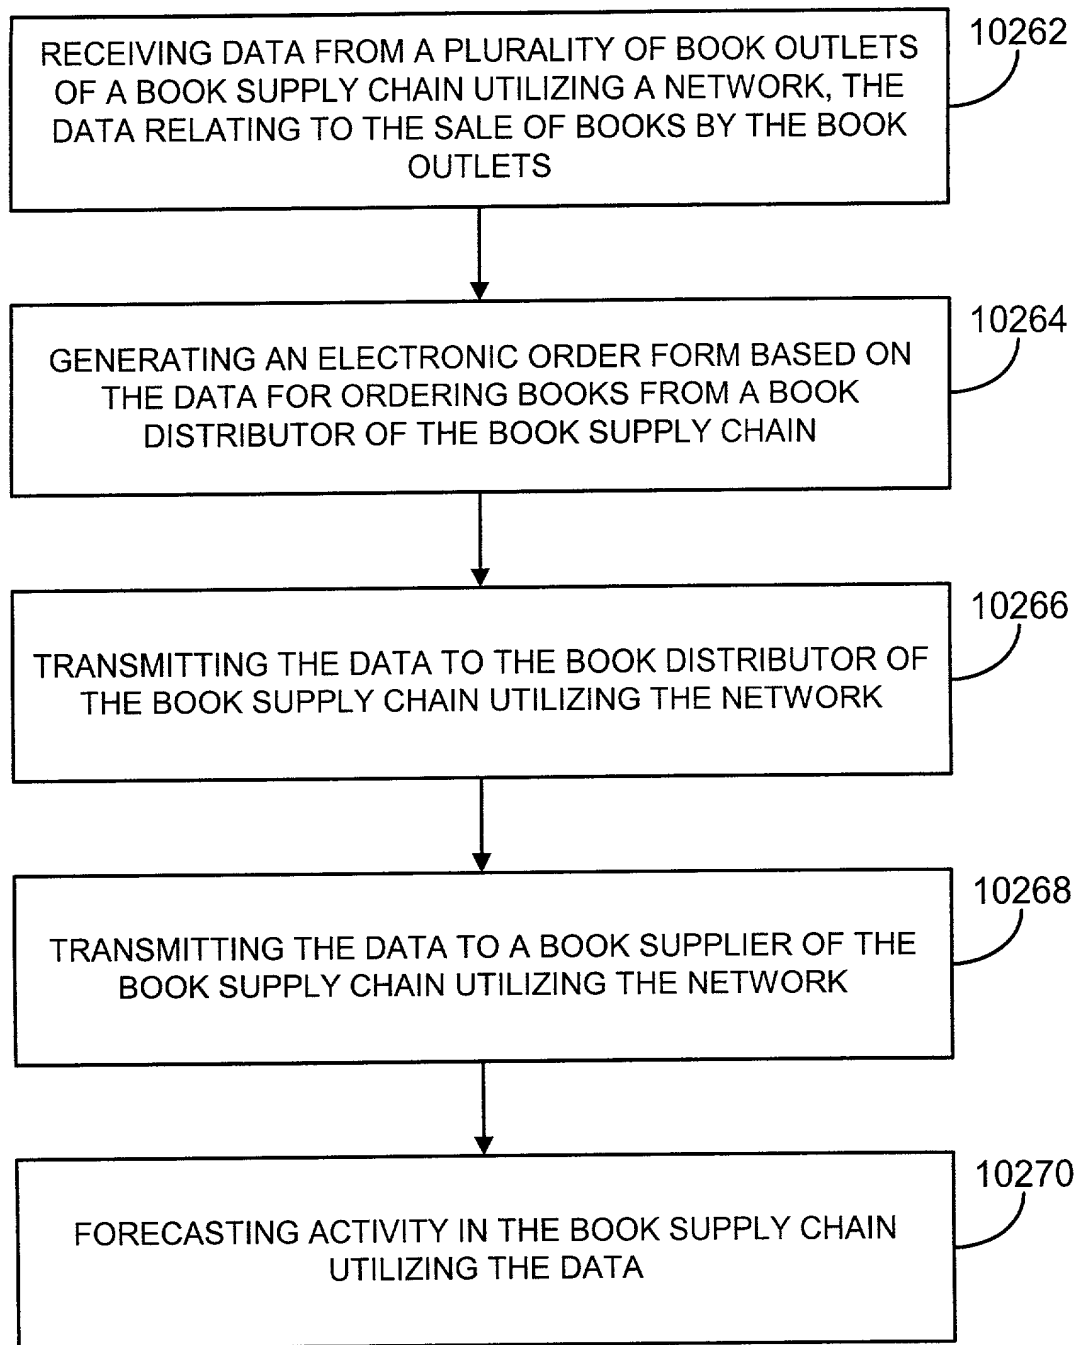 RECEIVING DATA FROM A PLURALITY OF BOOK OUTLETS
OF A BOOK SUPPLY CHAIN UTILIZING A NETWORK, THE
DATA RELATING TO THE SALE OF BOOKS BY THE BOOK
OUTLETS
10262
GENERATING AN ELECTRONIC ORDER FORM BASED ON
THE DATA FOR ORDERING BOOKS FROM A BOOK
DISTRIBUTOR OF THE BOOK SUPPLY CHAIN
10264
TRANSMITTING THE DATA TO THE BOOK DISTRIBUTOR OF
THE BOOK SUPPLY CHAIN UTILIZING THE NETWORK
10266
TRANSMITTING THE DATA TO A BOOK SUPPLIER OF THE
BOOK SUPPLY CHAIN UTILIZING THE NETWORK
10268
FORECASTING ACTIVITY IN THE BOOK SUPPLY CHAIN
UTILIZING THE DATA
10270